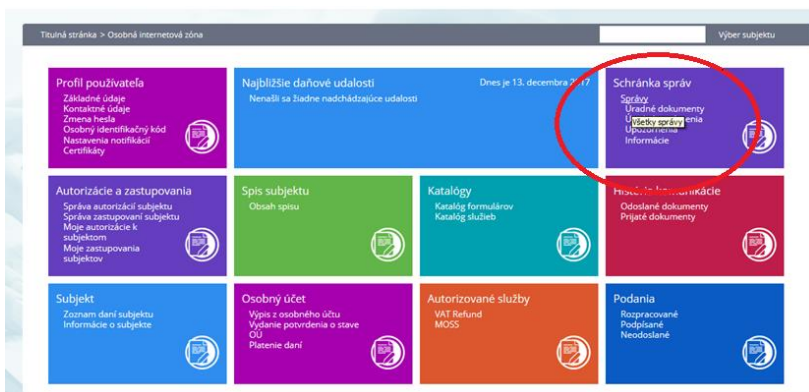 Titulná stránka > Osobná internetová zóna
Výber subjektu
Profil používateľa
Základné údaje
Kontaktné údaje
Zmena hesla
Osobný identifikačný kód
Nastavenia notifikácií
Certifikáty
Najbližšie daňové udalosti
Dnes je 13. decembra 2017
Nenašli sa žiadne nadchádzajúce udalosti
Schránka správ
Správy
Úradné dokumenty
Všetky správy
Upozornenia
Informácie
Autorizácie a zastupovania
Správa autorizácií subjektu
Správa zastupovaní subjektu
Moje autorizácie k
subjektom
Moje zastupovania
subjektov
Spis subjektu
Obsah spisu
Katalógy
Katalóg formulárov
Katalóg služieb
História komunikácie
Odoslané dokumenty
Prijaté dokumenty
Subjekt
Zoznam daní subjektu
Informácie o subjekte
Osobný účet
Výpis z osobného účtu
Vydanie potvrdenia o stave
OÚ
Platenie daní
Autorizované služby
VAT Refund
MOSS
Podania
Rozpracované
Podpísané
Neodoslané